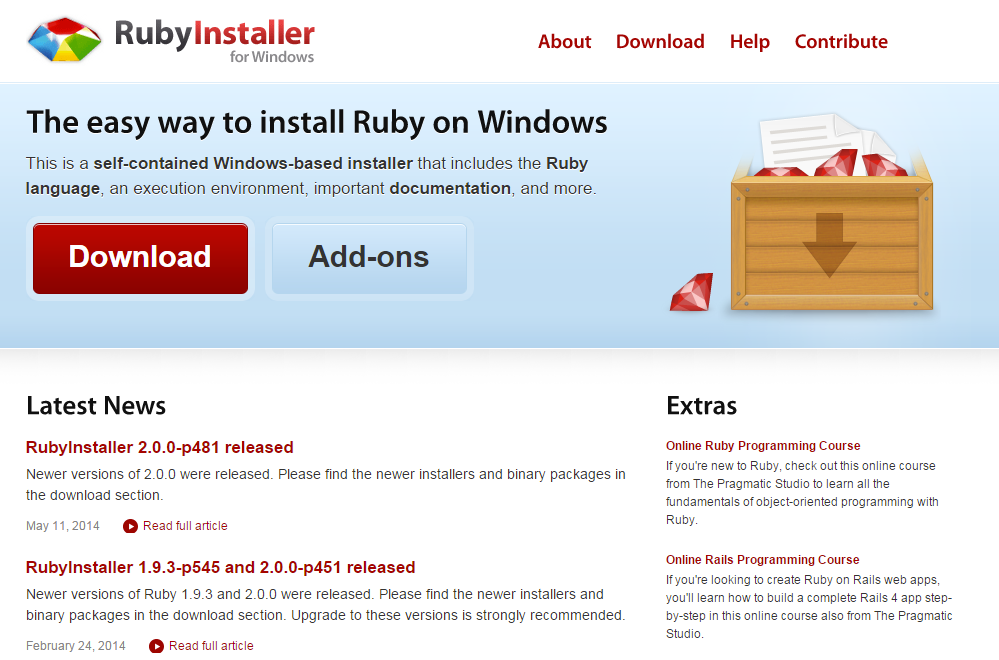 RubyInstaller
for Windows
About Download Help Contribute
The easy way to install Ruby on Windows
This is a self-contained Windows-based installer that includes the Ruby
language, an execution environment, important documentation, and more.
Download Add-ons
Latest News
RubyInstaller 2.0.0-p481 released
Newer versions of 2.0.0 were released. Please find the newer installers and binary packages in
the download section.
May 11, 2014 Read full article
RubyInstaller 1.9.3-p545 and 2.0.0-p451 released
Newer versions of Ruby 1.9.3 and 2.0.0 were released. Please find the newer installers and
binary packages in the download section. Upgrade to these versions is strongly recommended.
February 24, 2014 Read full article
Extras
Online Ruby Programming Course
If you're new to Ruby, check out this online course
from The Pragmatic Studio to learn all the
fundamentals of object-oriented programming with
Ruby.
Online Rails Programming Course
If you're looking to create Ruby on Rails web apps,
you'll learn how to build a complete Rails 4 app step-
by-step in this online course also from The Pragmatic
Studio.